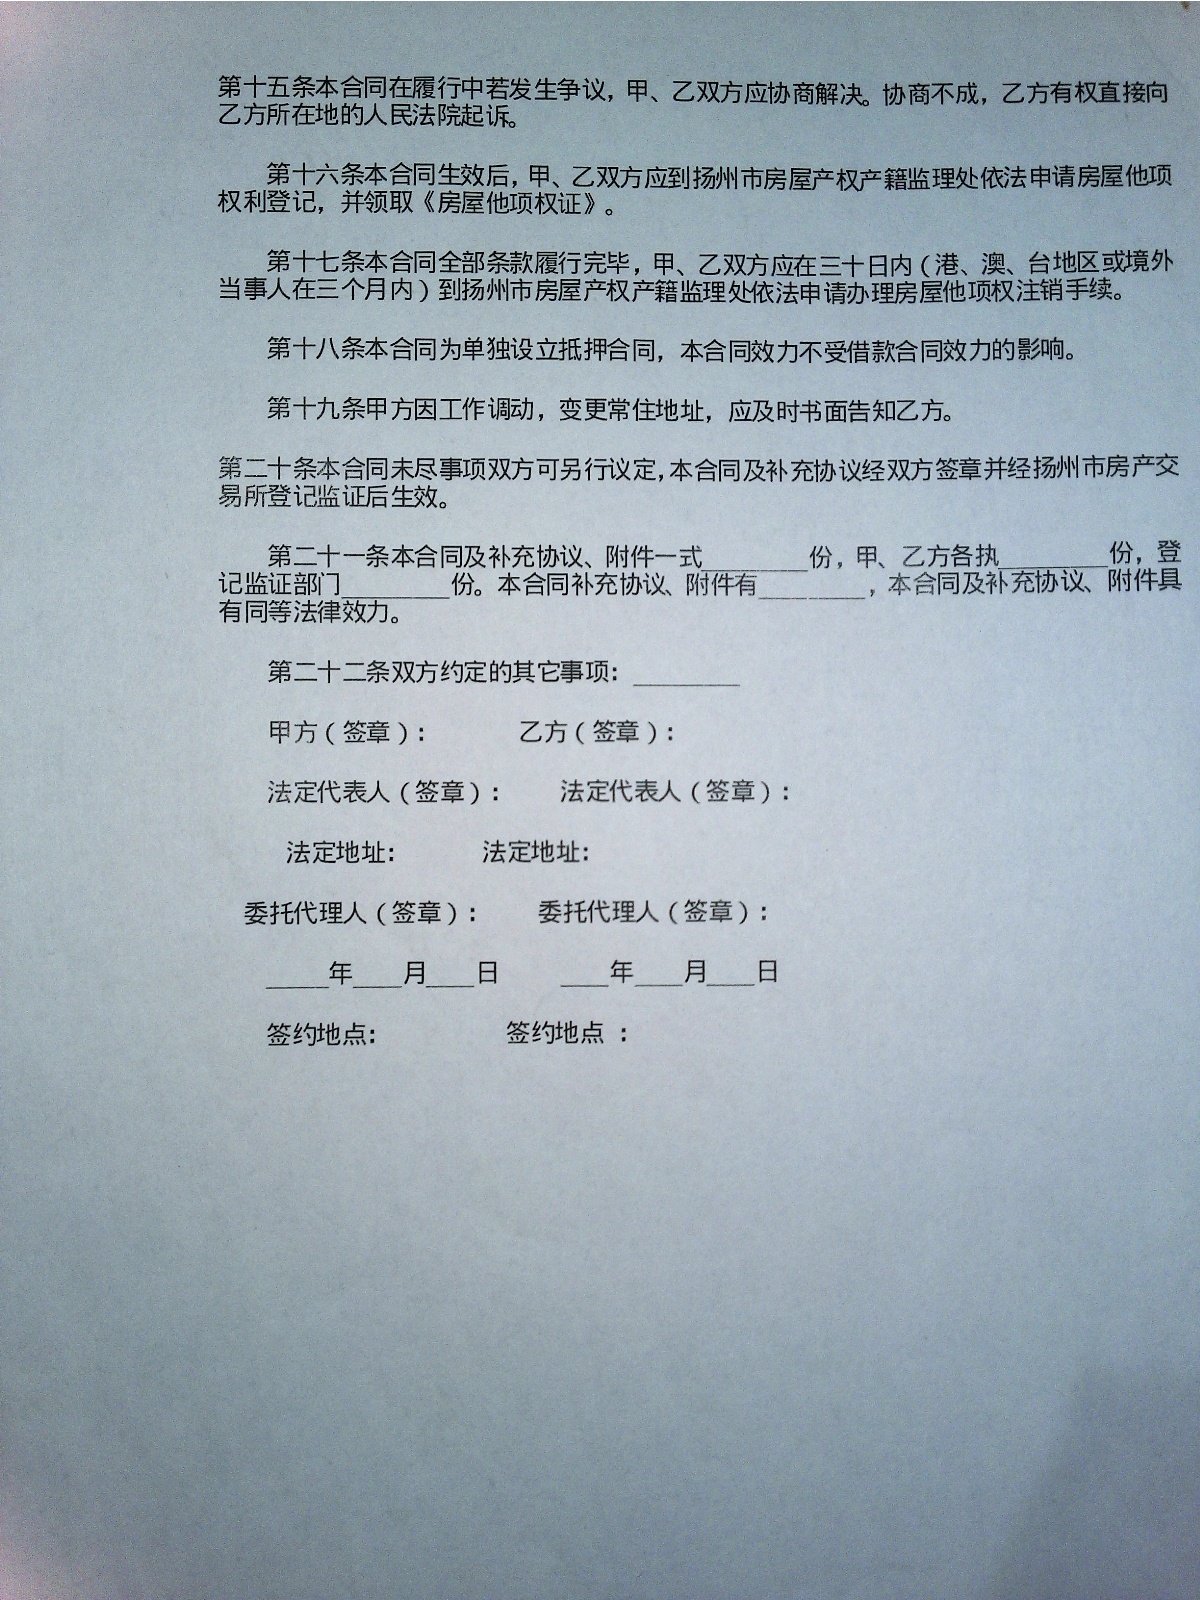 第十五条本合同在履行中若发生争议，甲、乙双方应协商解决。协商不成，乙方有权直接向
乙方所在地的人民法院起诉。
第十六条本合同生效后，甲、乙双方应到扬州市房屋产权产籍监理处依法申请房屋他项
权利登记，并领取《房屋他项权证》。
第十七条本合同全部条款履行完毕，甲、乙双方应在三十日内（港、澳、台地区或境外
当事人在三个月内）到扬州市房屋产权产籍监理处依法申请办理房屋他项权注销手续。
第十八条本合同为单独设立抵押合同，本合同效力不受借款合同效力的影响。
第十九条甲方因工作调动，变更常住地址，应及时书面告知乙方。
第二十条本合同未尽事项双方可另行议定，本合同及补充协议经双方签章并经扬州市房产交
易所登记监证后生效。
第二十一条本合同及补充协议、附件一式_________份，甲、乙方各执_________份，登
记监证部门_________份。本合同补充协议、附件有_________，本合同及补充协议、附件具
有同等法律效力。
第二十二条双方约定的其它事项：_________
甲方（签章）： 乙方（签章）：
法定代表人（签章）： 法定代表人（签章）：
法定地址： 法定地址：
委托代理人（签章）： 委托代理人（签章）：
_____年____月____日 ____年____月____日
签约地点： 签约地点 ：